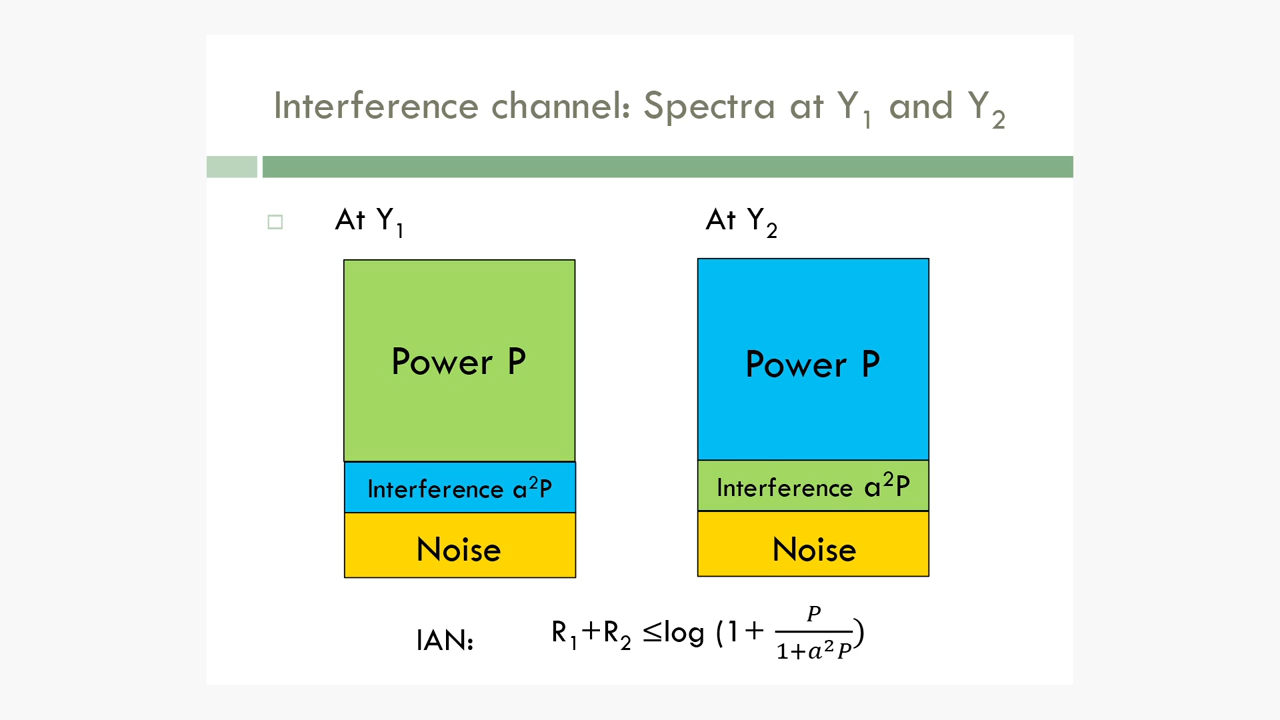 Interference channel: Spectra at Y₁ and Y₂
At Y₁
At Y₂
Power P
Interference a²P
Noise
Power P
Interference a²P
Noise
IAN: R₁+R₂ ≤log (1+ P/(1+a²P))